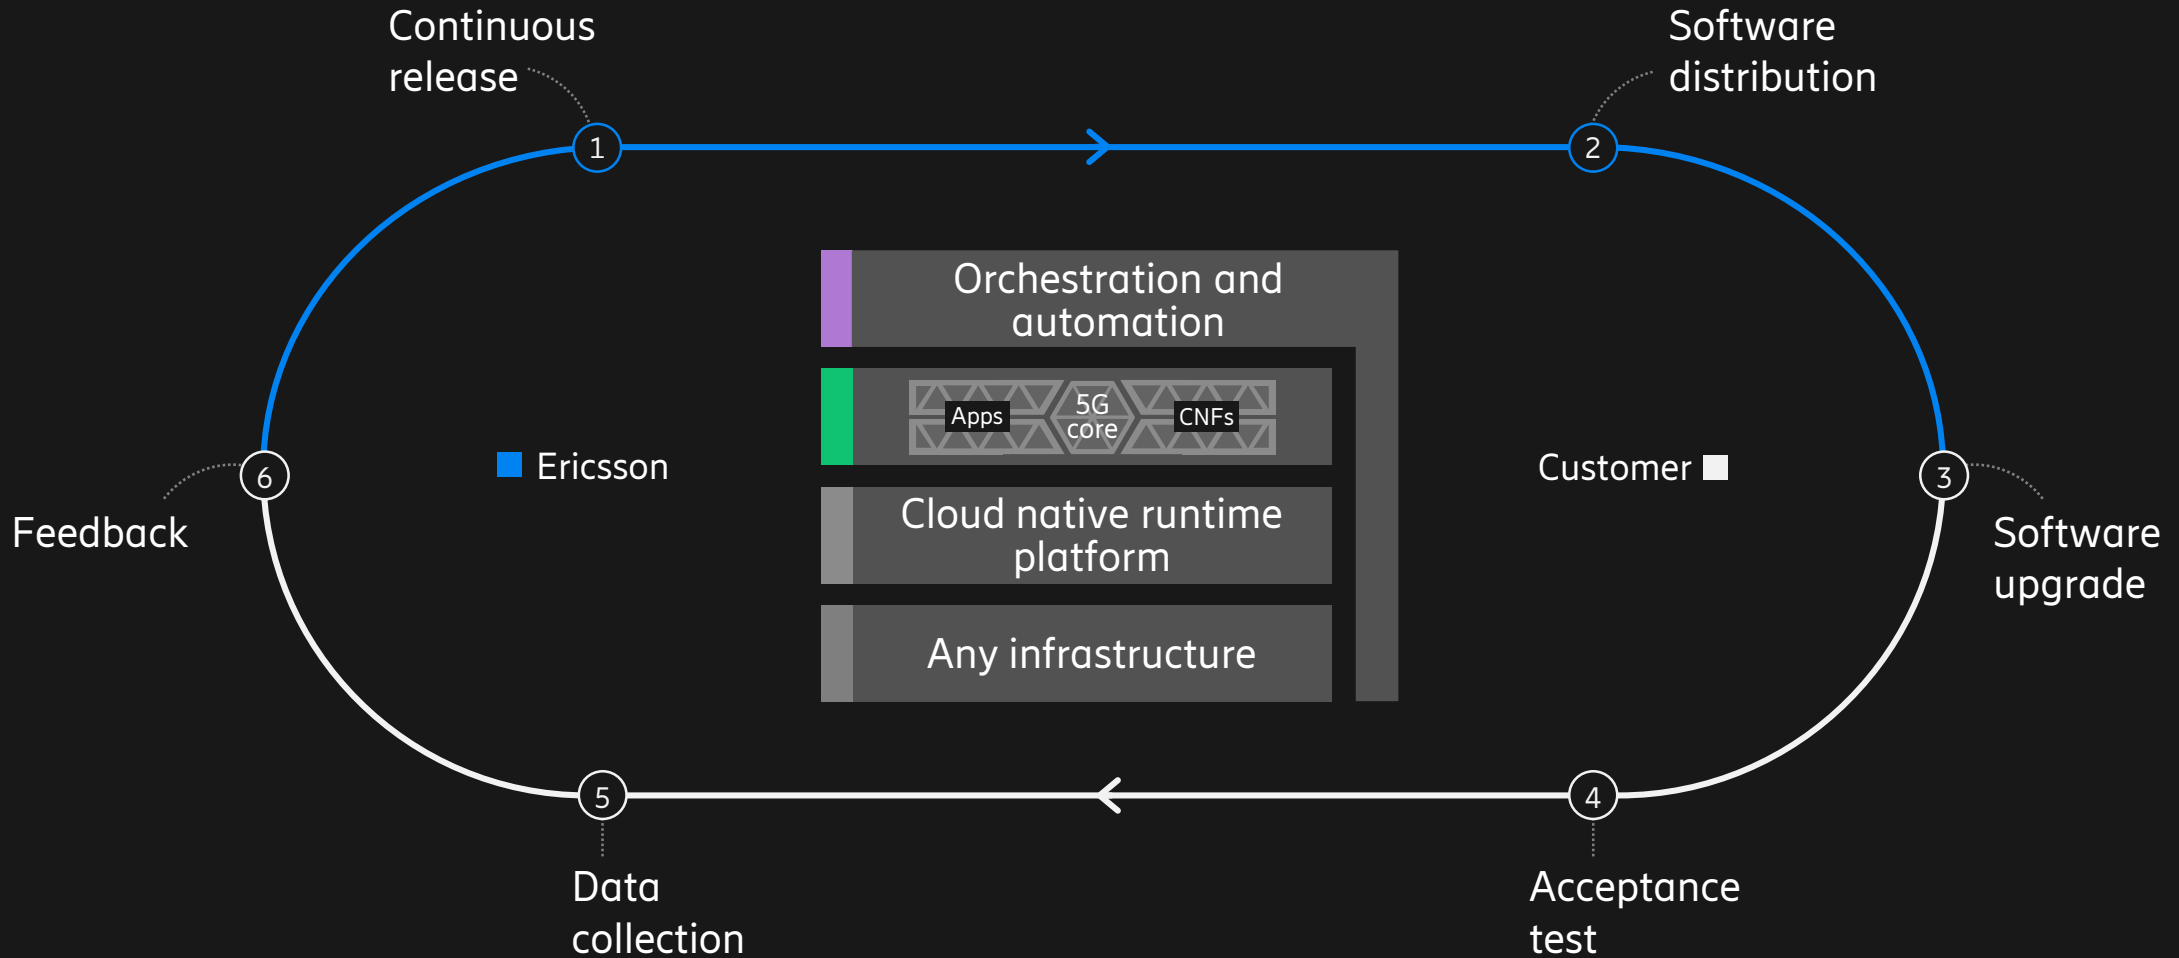 Continuous
release
Software
distribution
1
2
Orchestration and
automation
Apps
5G
core
CNFs
Ericsson
Customer
6
3
Feedback
Software
upgrade
Cloud native runtime
platform
Any infrastructure
5
4
Data
collection
Acceptance
test